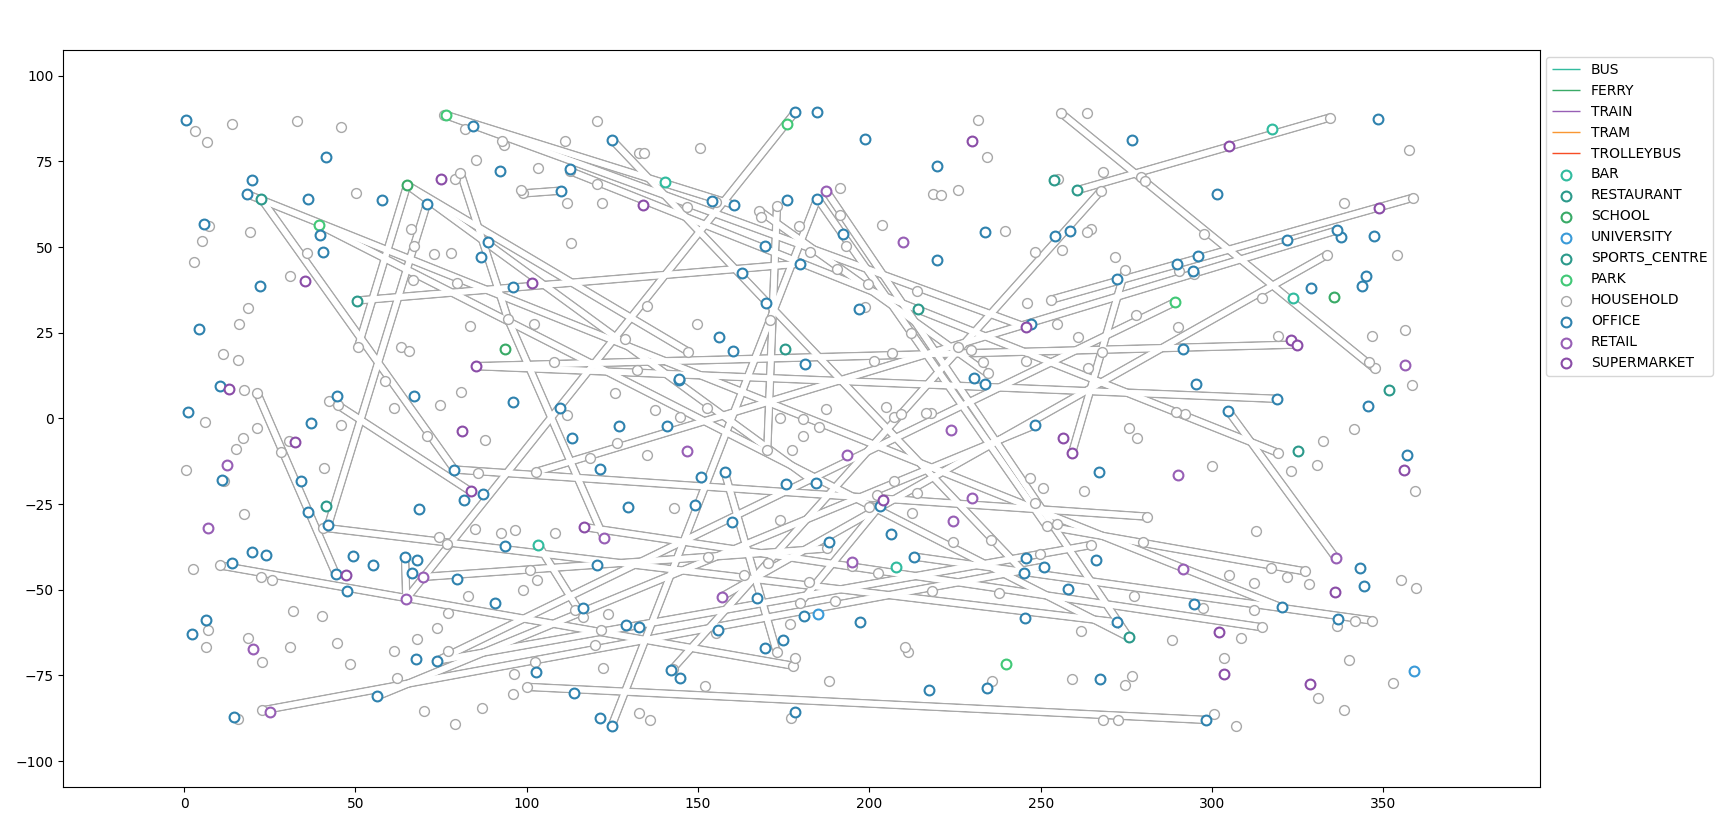 100
75
50
25
0
−25
−50
−75
−100
0
50
100
150
200
250
300
350
BUS
FERRY
TRAIN
TRAM
TROLLEYBUS
BAR
RESTAURANT
SCHOOL
UNIVERSITY
SPORTS_CENTRE
PARK
HOUSEHOLD
OFFICE
RETAIL
SUPERMARKET